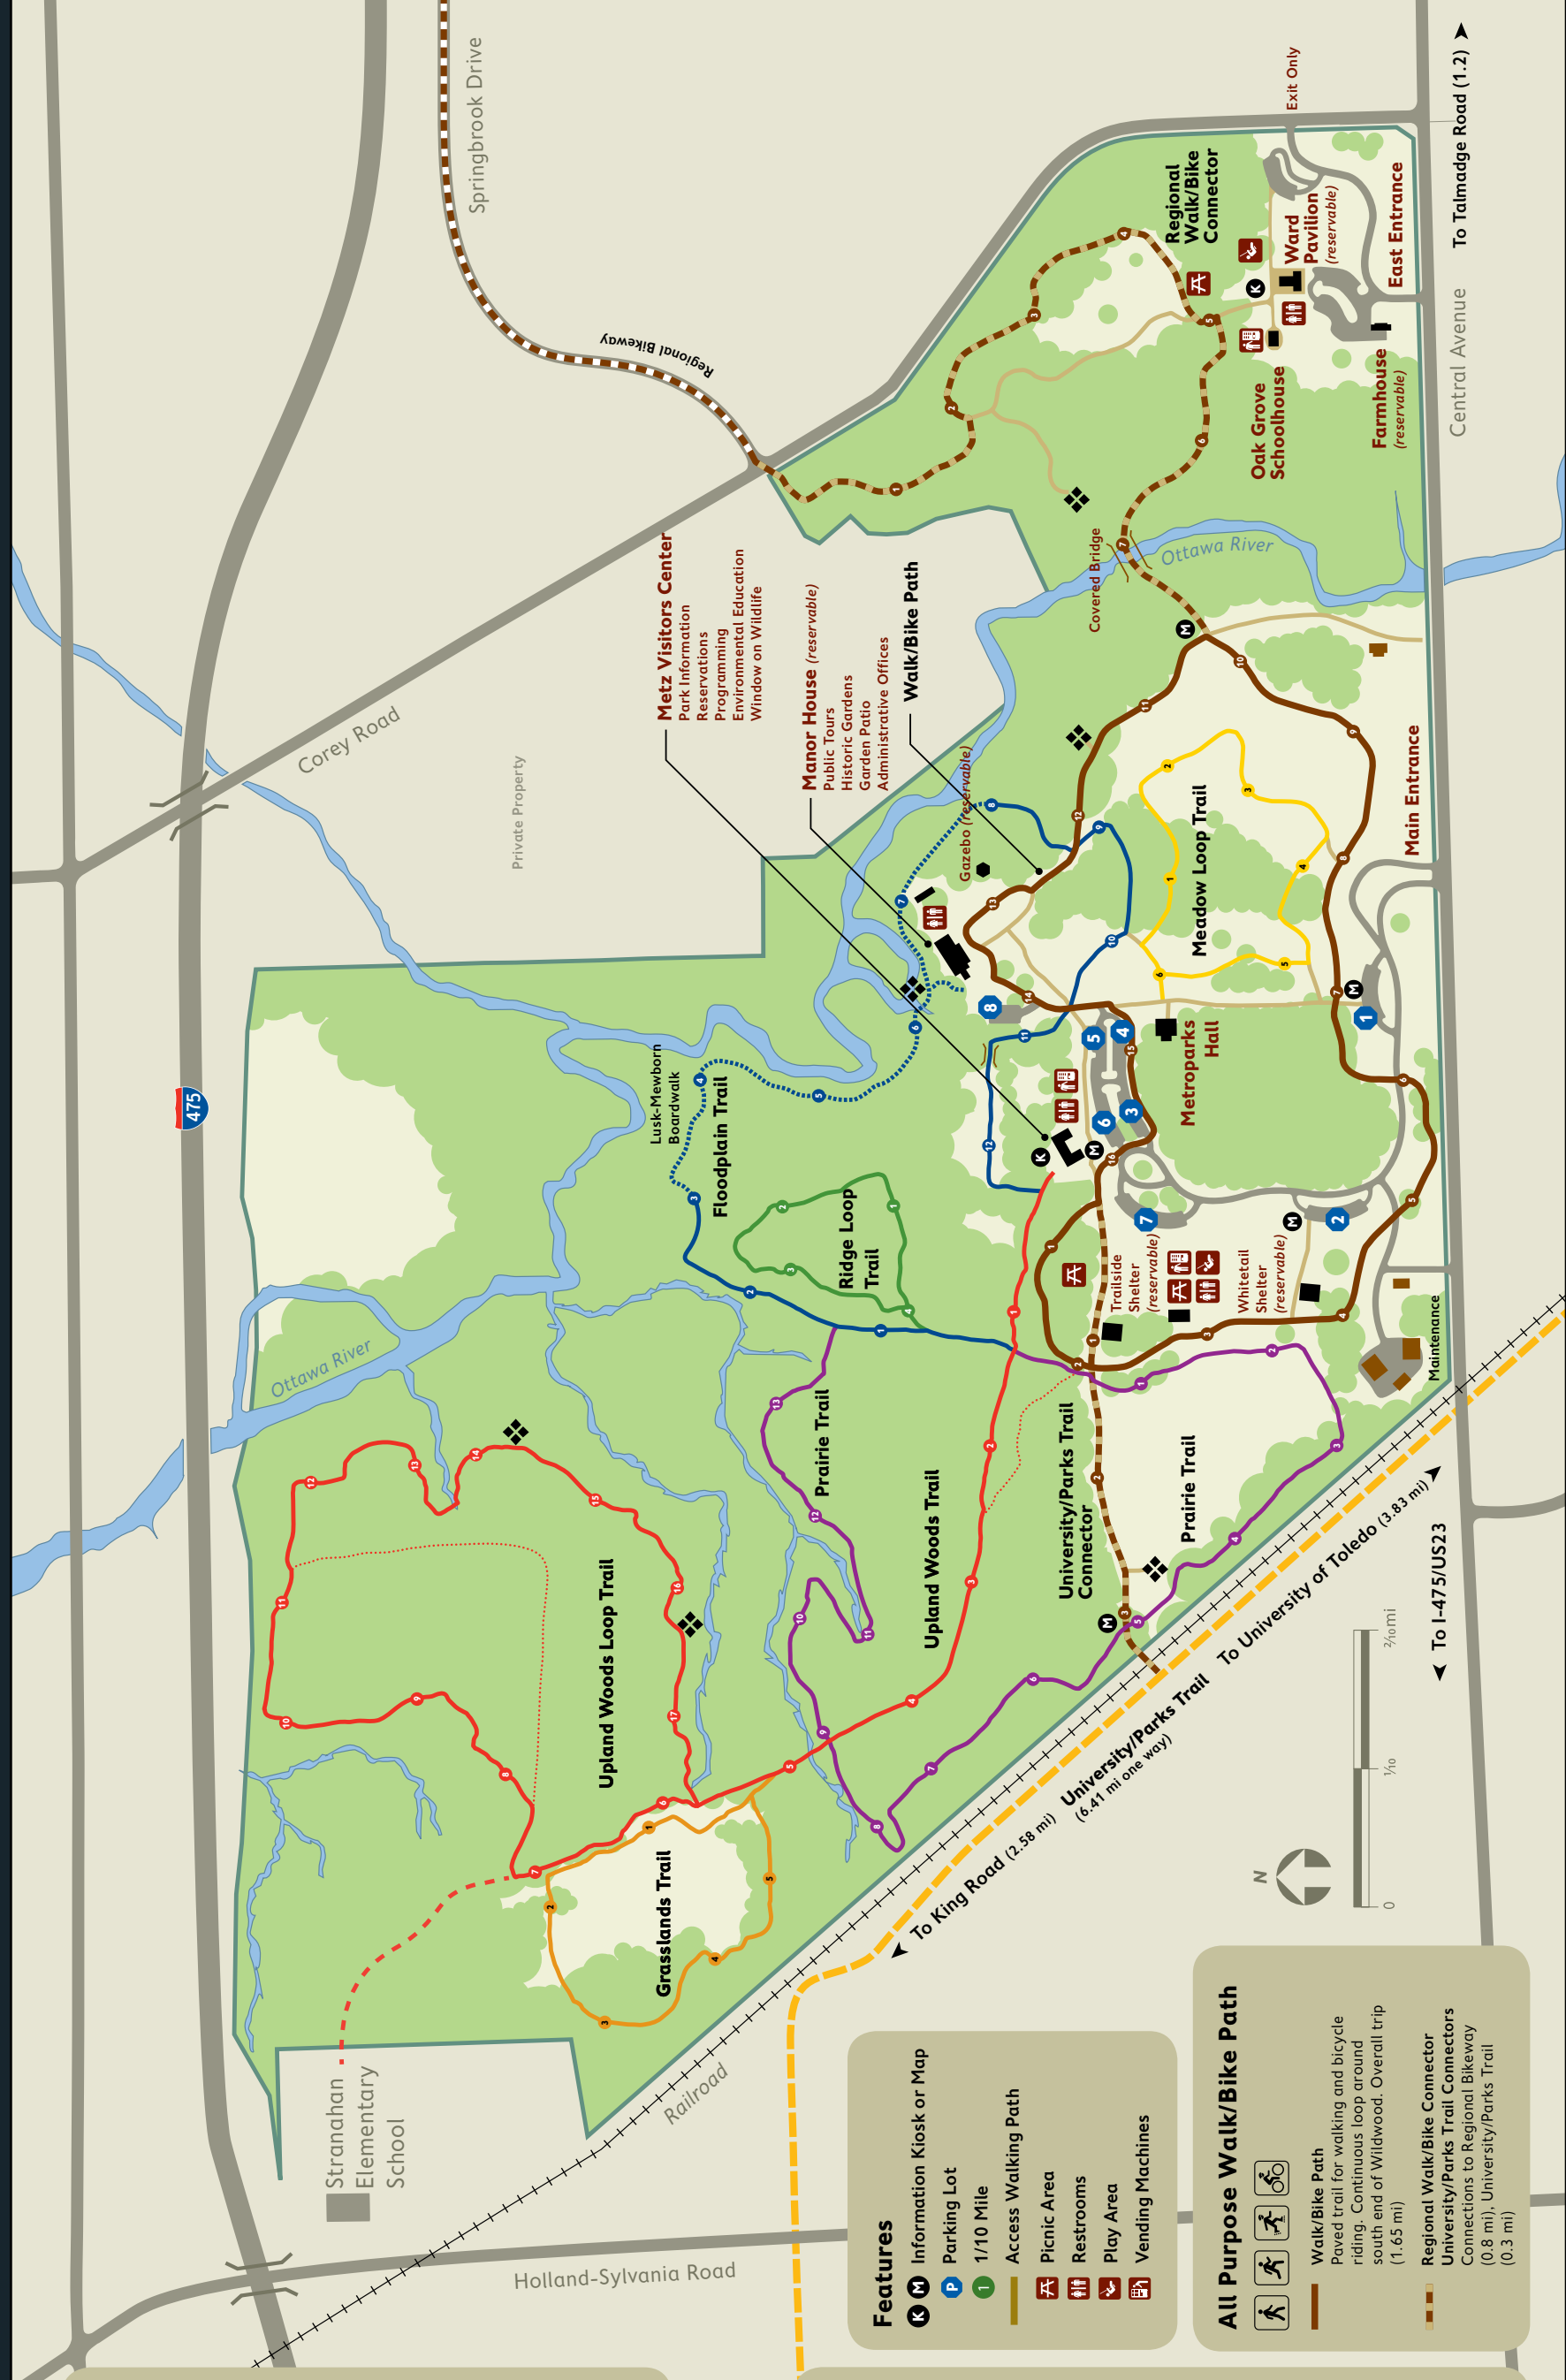 475
Springbrook Drive
Regional Bikeway
Corey Road
Private Property
Ottawa River
Ottawa River
Holland-Sylvania Road
Railroad
Central Avenue
Stranahan
Elementary
School
Metz Visitors Center
Park Information
Reservations
Programming
Environmental Education
Window on Wildlife
Manor House (reservable)
Public Tours
Historic Gardens
Garden Patio
Administrative Offices
Walk/Bike Path
Gazebo (reservable)
Covered Bridge
Regional
Walk/Bike
Connector
Exit Only
Ward
Pavilion
(reservable)
East Entrance
Oak Grove
Schoolhouse
Farmhouse
(reservable)
To Talmadge Road (1.2)
Main Entrance
Meadow Loop Trail
Metroparks
Hall
Lusk-Mewborn
Boardwalk
Floodplain Trail
Ridge Loop
Trail
Trailside
Shelter
(reservable)
Whitetail
Shelter
(reservable)
Maintenance
Prairie Trail
Upland Woods Trail
Upland Woods Loop Trail
University/Parks Trail
Connector
Prairie Trail
Grasslands Trail
To King Road (2.58 mi)
University/Parks Trail
(6.41 mi one way)
To University of Toledo (3.83 mi)
To I-475/US23
N
0
1/10
2/10 mi
Features
K M Information Kiosk or Map
P Parking Lot
1 1/10 Mile
Access Walking Path
Picnic Area
Restrooms
Play Area
Vending Machines
All Purpose Walk/Bike Path
Walk/Bike Path
Paved trail for walking and bicycle
riding. Continuous loop around
south end of Wildwood. Overall trip
(1.65 mi)
Regional Walk/Bike Connector
University/Parks Trail Connectors
Connections to Regional Bikeway
(0.8 mi), University/Parks Trail
(0.3 mi)